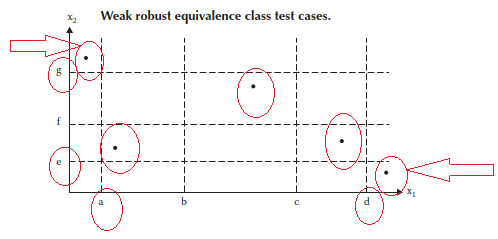 x₂ Weak robust equivalence class test cases.
g
f
e
a b c d x₁